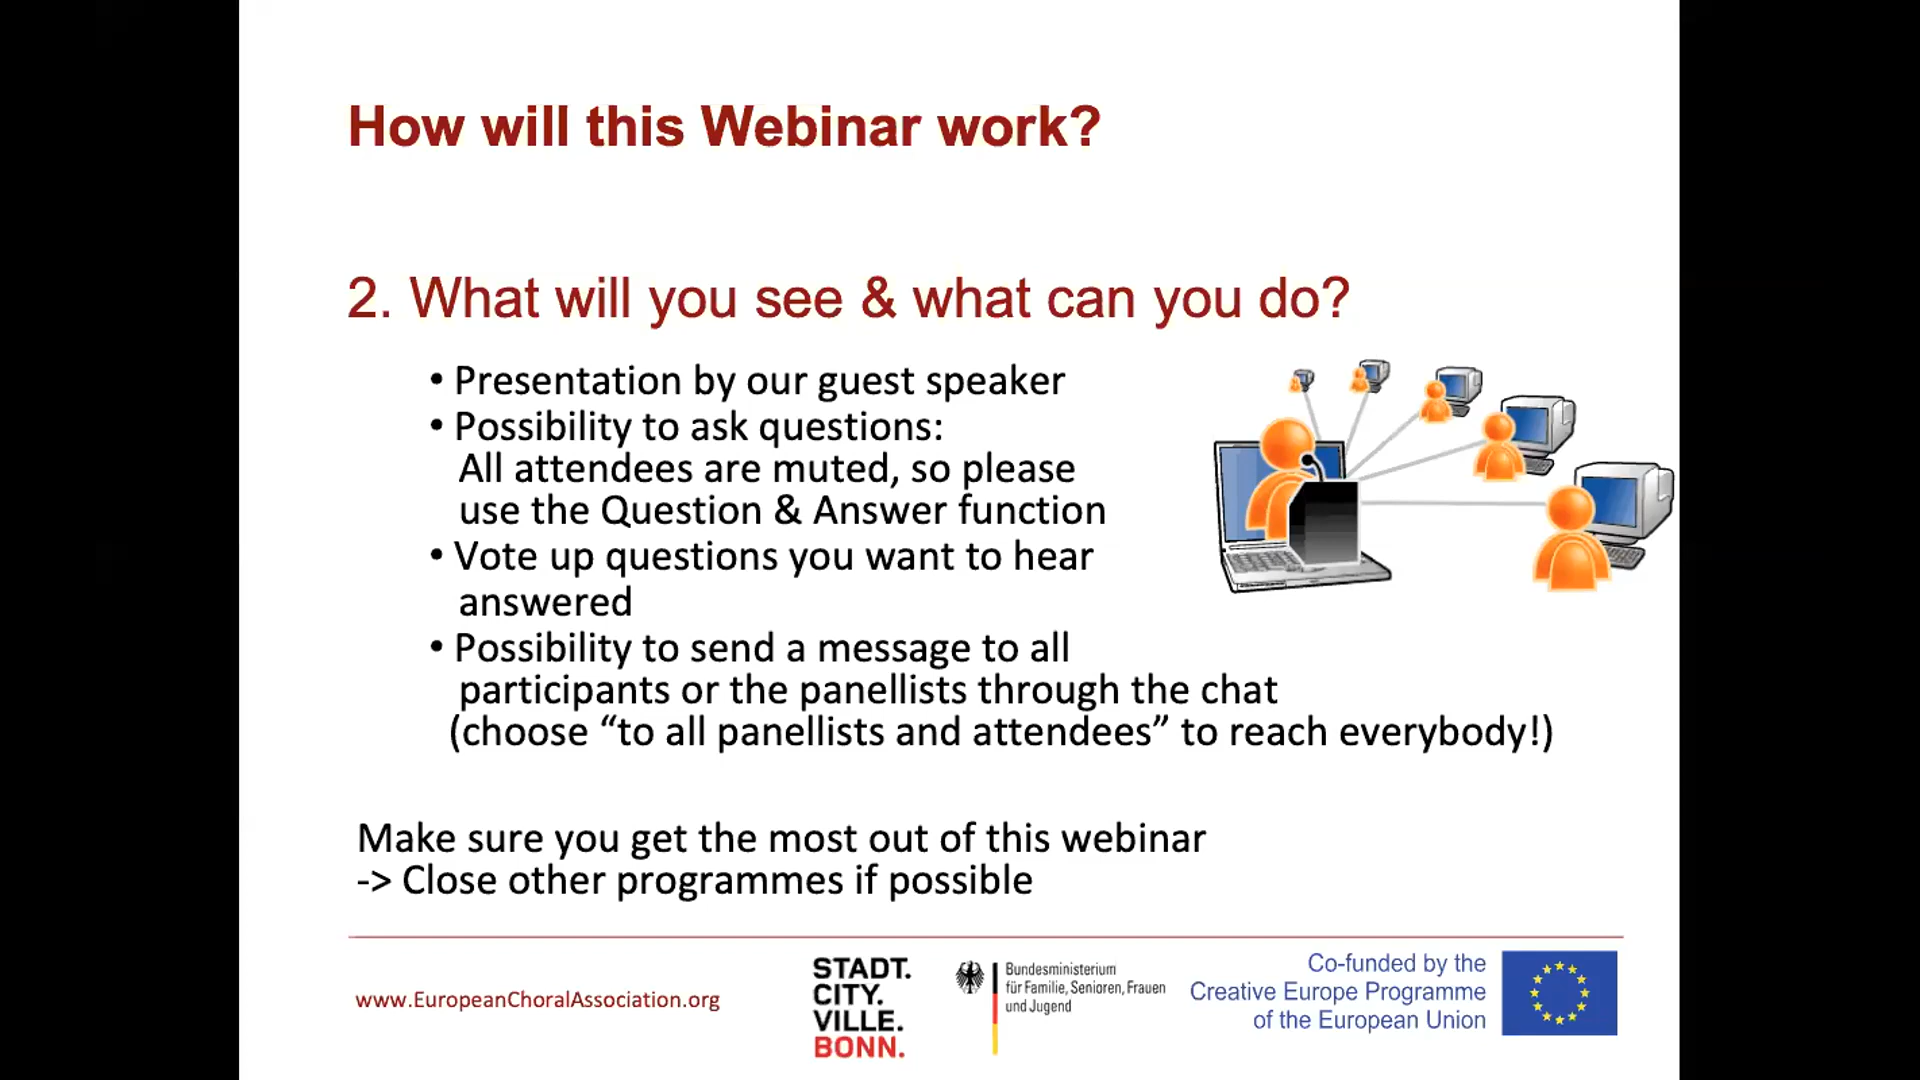 How will this Webinar work?
2. What will you see & what can you do?
• Presentation by our guest speaker
• Possibility to ask questions:
All attendees are muted, so please
use the Question & Answer function
• Vote up questions you want to hear
answered
• Possibility to send a message to all
participants or the panellists through the chat
(choose “to all panellists and attendees” to reach everybody!)
Make sure you get the most out of this webinar
-> Close other programmes if possible
www.EuropeanChoralAssociation.org
STADT.
CITY.
VILLE.
BONN.
Bundesministerium
für Familie, Senioren, Frauen
und Jugend
Co-funded by the
Creative Europe Programme
of the European Union